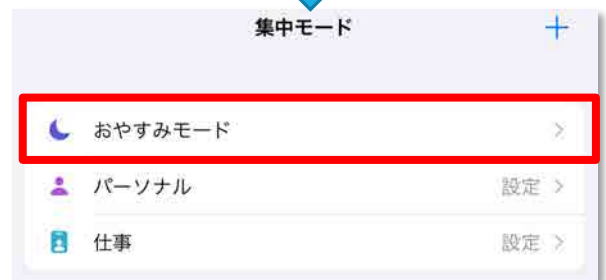 集中モード
おやすみモード
パーソナル 設定
仕事 設定